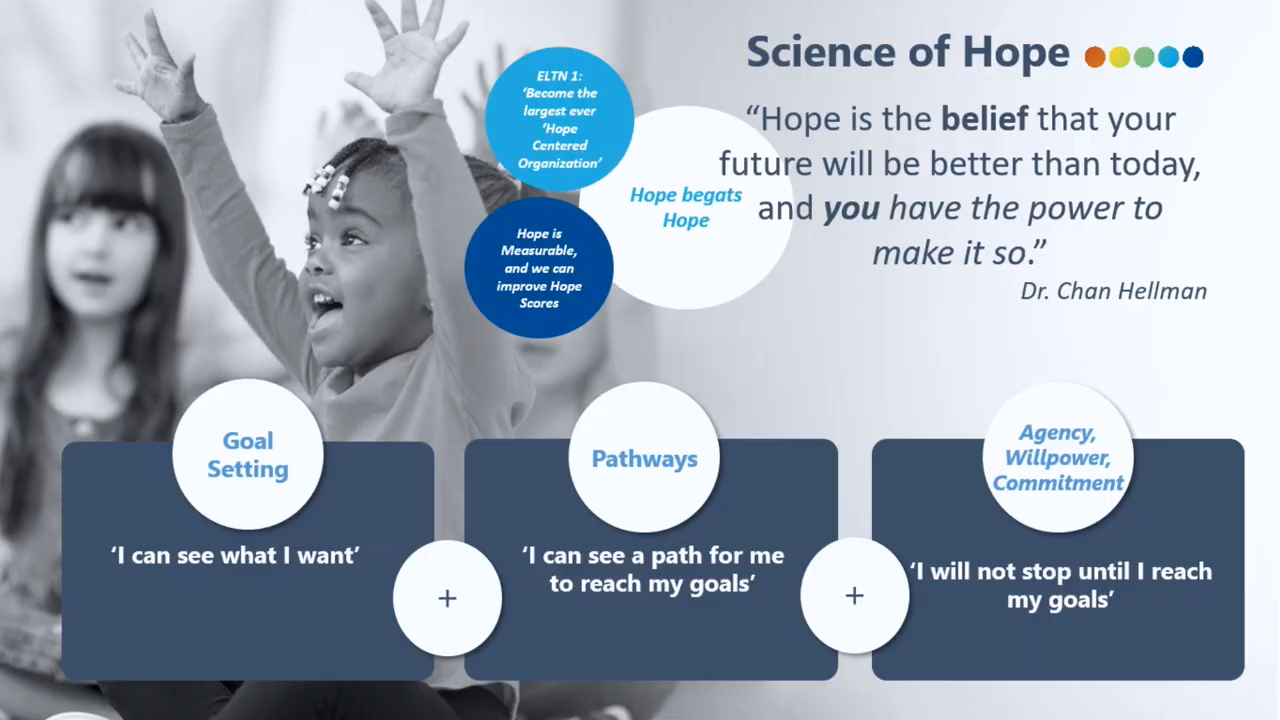 Science of Hope
“Hope is the belief that your
future will be better than today,
and you have the power to
make it so.”
Dr. Chan Hellman
ELTN 1:
‘Become the
largest ever
‘Hope
Centered
Organization’
Hope begats
Hope
Hope is
Measurable,
and we can
improve Hope
Scores
Goal
Setting
‘I can see what I want’
+
Pathways
‘I can see a path for me
to reach my goals’
+
Agency,
Willpower,
Commitment
‘I will not stop until I reach
my goals’